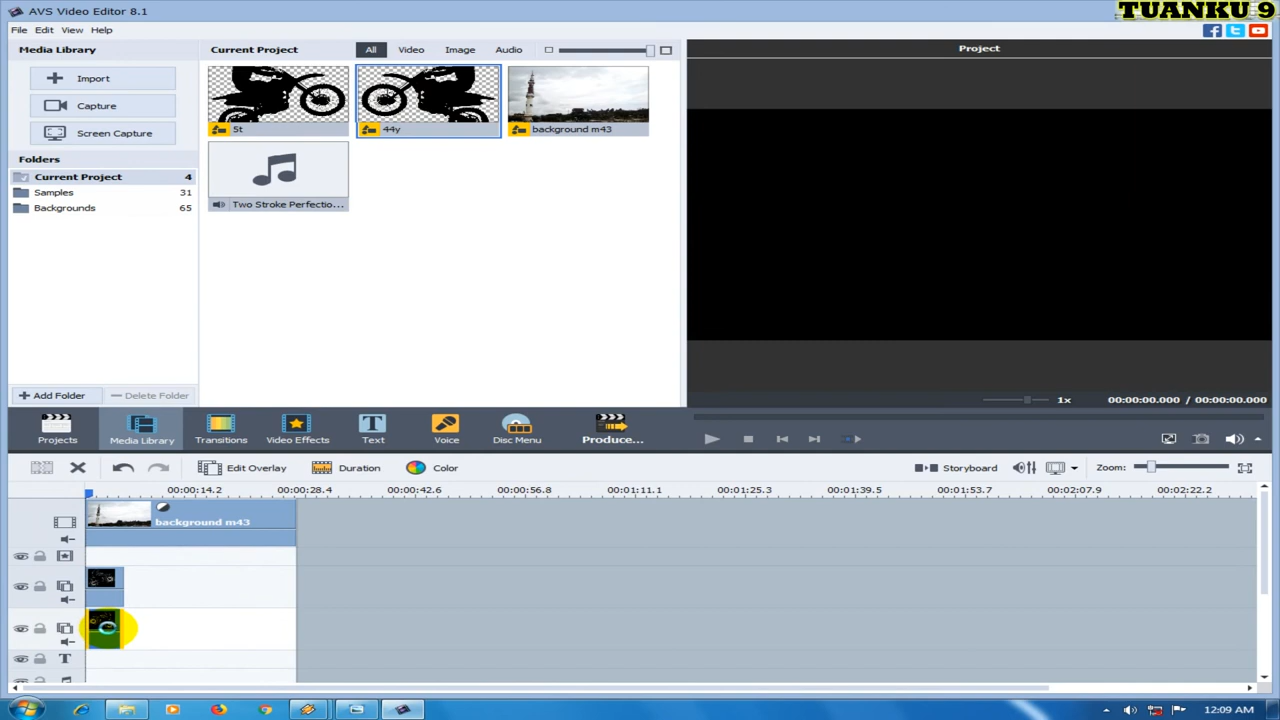 AVS Video Editor 8.1
TUANKU 9
File Edit View Help
Media Library
Current Project
All Video Image Audio
Project
Import
Capture
Screen Capture
5t
44y
background m43
Folders
Current Project 4
Samples 31
Backgrounds 65
Two Stroke Perfectio...
Add Folder
Delete Folder
1x
00:00:00.000 / 00:00:00.000
Projects
Media Library
Transitions
Video Effects
Text
Voice
Disc Menu
Produce...
Edit Overlay
Duration
Color
Storyboard
Zoom:
00:00:14.2 00:00:28.4 00:00:42.6 00:00:56.8 00:01:11.1 00:01:25.3 00:01:39.5 00:01:53.7 00:02:07.9 00:02:22.2
background m43
T
12:09 AM